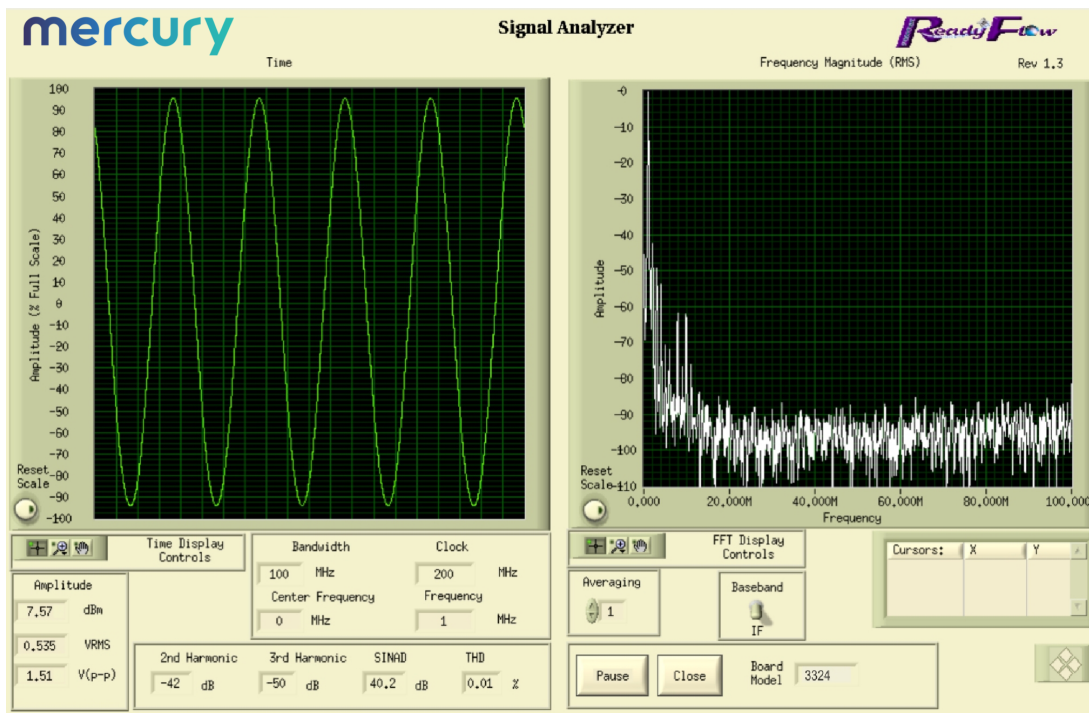 mercury
Signal Analyzer
ReadyFlow
Rev 1.3
Time
100
90
80
70
60
50
40
30
20
10
0
-10
-20
-30
-40
-50
-60
-70
-80
-90
-100
Amplitude (% Full Scale)
Reset
Scale
Frequency Magnitude (RMS)
-0
-10
-20
-30
-40
-50
-60
-70
-80
-90
-100
-110
Amplitude
Reset
Scale
0,000 20,000M 40,000M 60,000M 80,000M 100,000
Frequency
Time Display
Controls
Amplitude
7.57 dBm
0.535 VRMS
1.51 V(p-p)
Bandwidth Clock
100 MHz 200 MHz
Center Frequency Frequency
0 MHz 1 MHz
2nd Harmonic 3rd Harmonic SINAD THD
-42 dB -50 dB 40.2 dB 0.01 %
FFT Display
Controls
Averaging
1
Baseband
IF
Cursors: X Y
Pause Close
Board
Model 3324